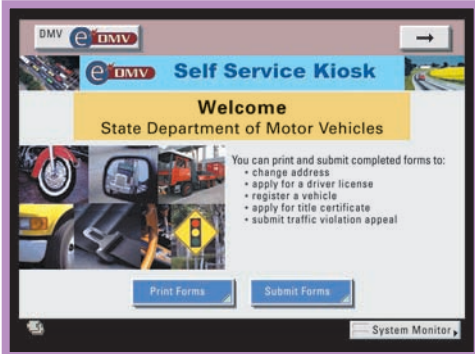 DMV e DMV
→
e DMV Self Service Kiosk
Welcome
State Department of Motor Vehicles
You can print and submit completed forms to:
• change address
• apply for a driver license
• register a vehicle
• apply for title certificate
• submit traffic violation appeal
Print Forms
Submit Forms
System Monitor